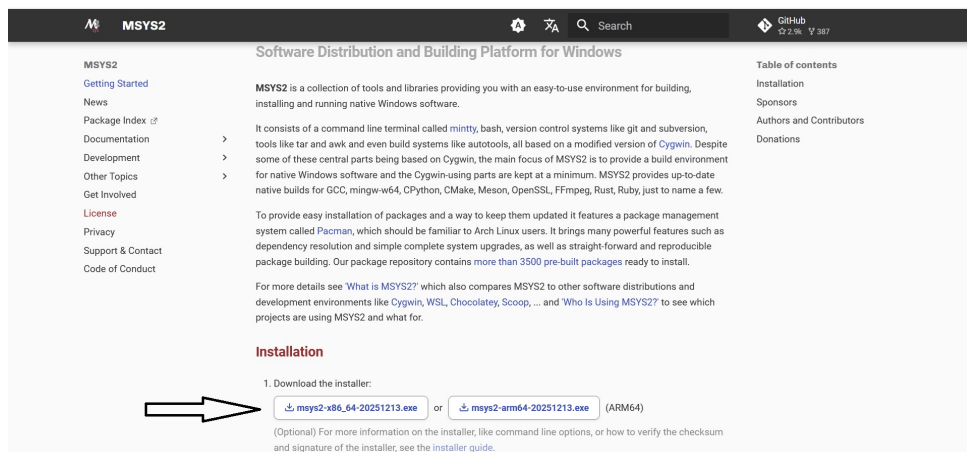 MSYS2
Search
GitHub
2.9k 387
MSYS2
Getting Started
News
Package Index
Documentation
Development
Other Topics
Get Involved
License
Privacy
Support & Contact
Code of Conduct
Software Distribution and Building Platform for Windows
MSYS2 is a collection of tools and libraries providing you with an easy-to-use environment for building,
installing and running native Windows software.
It consists of a command line terminal called mintty, bash, version control systems like git and subversion,
tools like tar and awk and even build systems like autotools, all based on a modified version of Cygwin. Despite
some of these central parts being based on Cygwin, the main focus of MSYS2 is to provide a build environment
for native Windows software and the Cygwin-using parts are kept at a minimum. MSYS2 provides up-to-date
native builds for GCC, mingw-w64, CPython, CMake, Meson, OpenSSL, FFmpeg, Rust, Ruby, just to name a few.
To provide easy installation of packages and a way to keep them updated it features a package management
system called Pacman, which should be familiar to Arch Linux users. It brings many powerful features such as
dependency resolution and simple complete system upgrades, as well as straight-forward and reproducible
package building. Our package repository contains more than 3500 pre-built packages ready to install.
For more details see 'What is MSYS2?' which also compares MSYS2 to other software distributions and
development environments like Cygwin, WSL, Chocolatey, Scoop, ... and 'Who Is Using MSYS2?' to see which
projects are using MSYS2 and what for.
Installation
1. Download the installer:
msys2-x86_64-20251213.exe or msys2-arm64-20251213.exe (ARM64)
(Optional) For more information on the installer, like command line options, or how to verify the checksum
and signature of the installer, see the installer guide.
Table of contents
Installation
Sponsors
Authors and Contributors
Donations